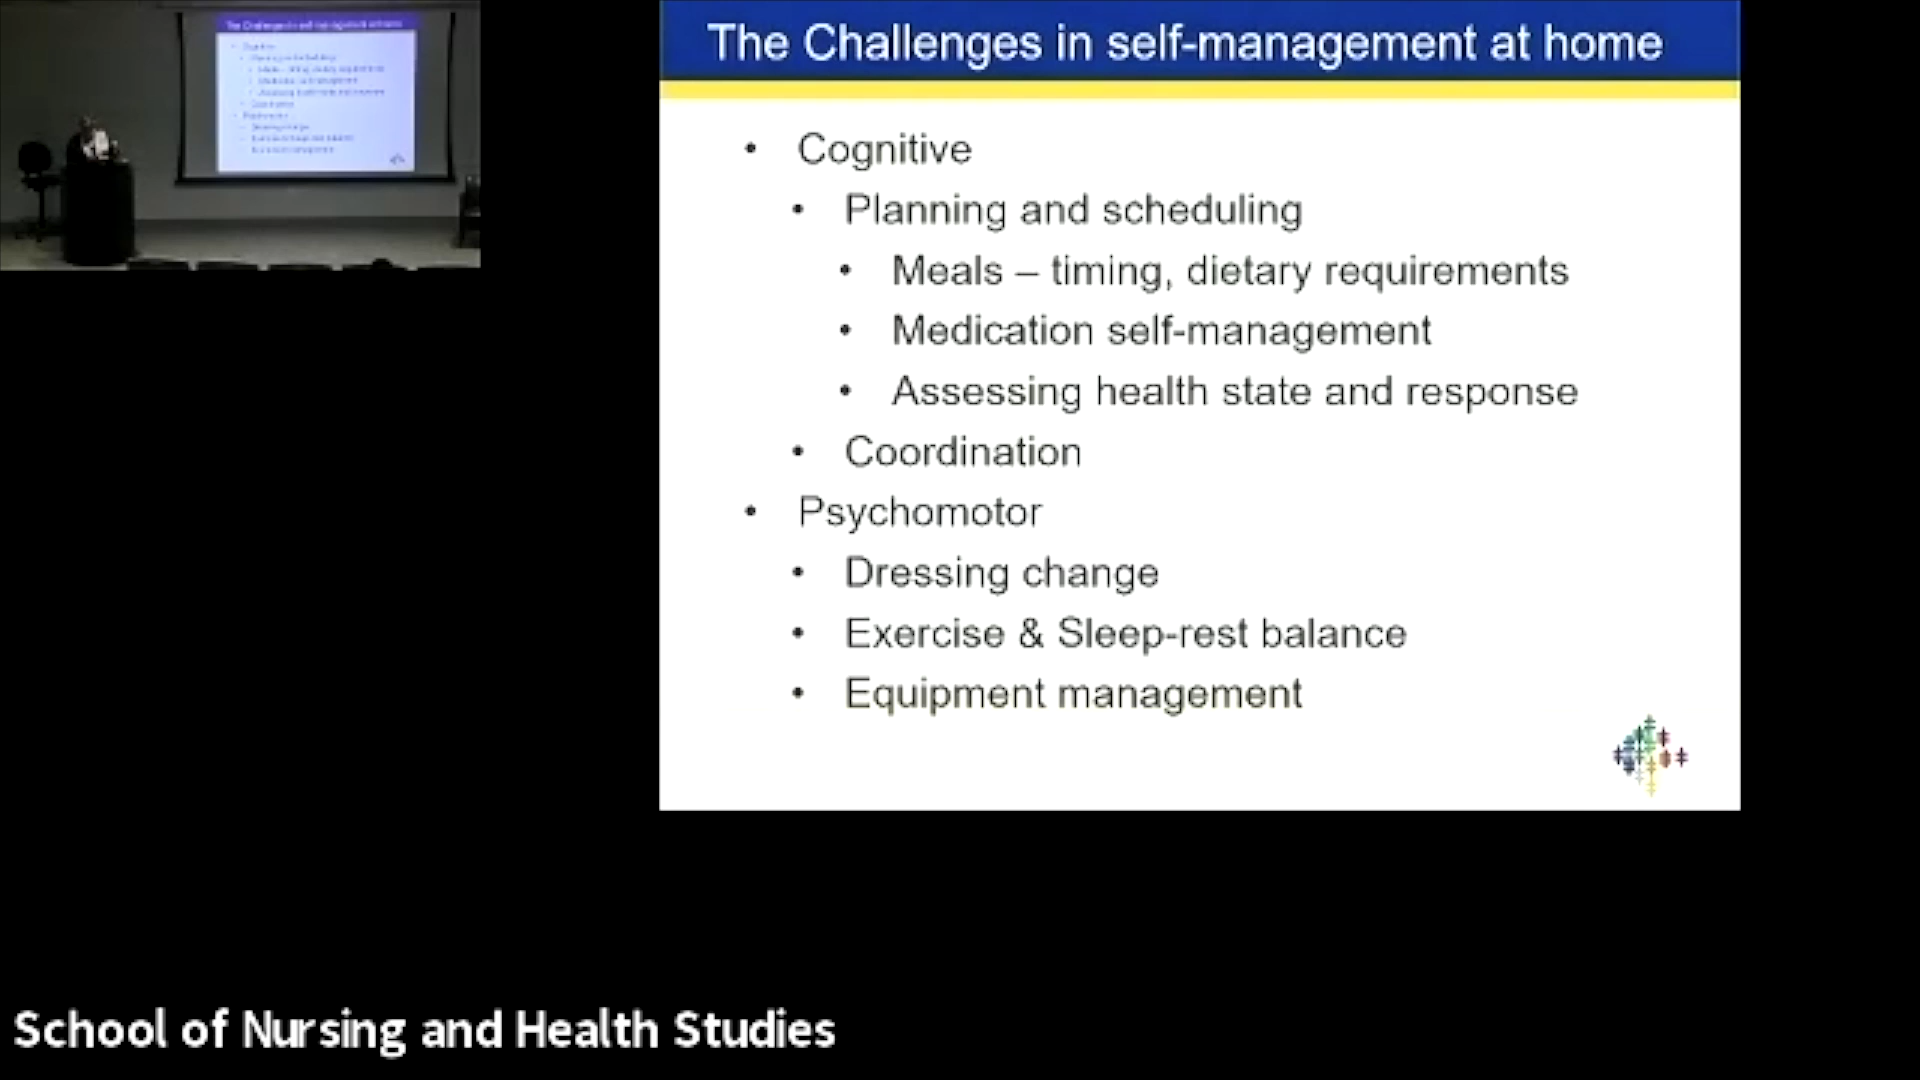 The Challenges in self-management at home
• Cognitive
• Planning and scheduling
• Meals – timing, dietary requirements
• Medication self-management
• Assessing health state and response
• Coordination
• Psychomotor
• Dressing change
• Exercise & Sleep-rest balance
• Equipment management
School of Nursing and Health Studies